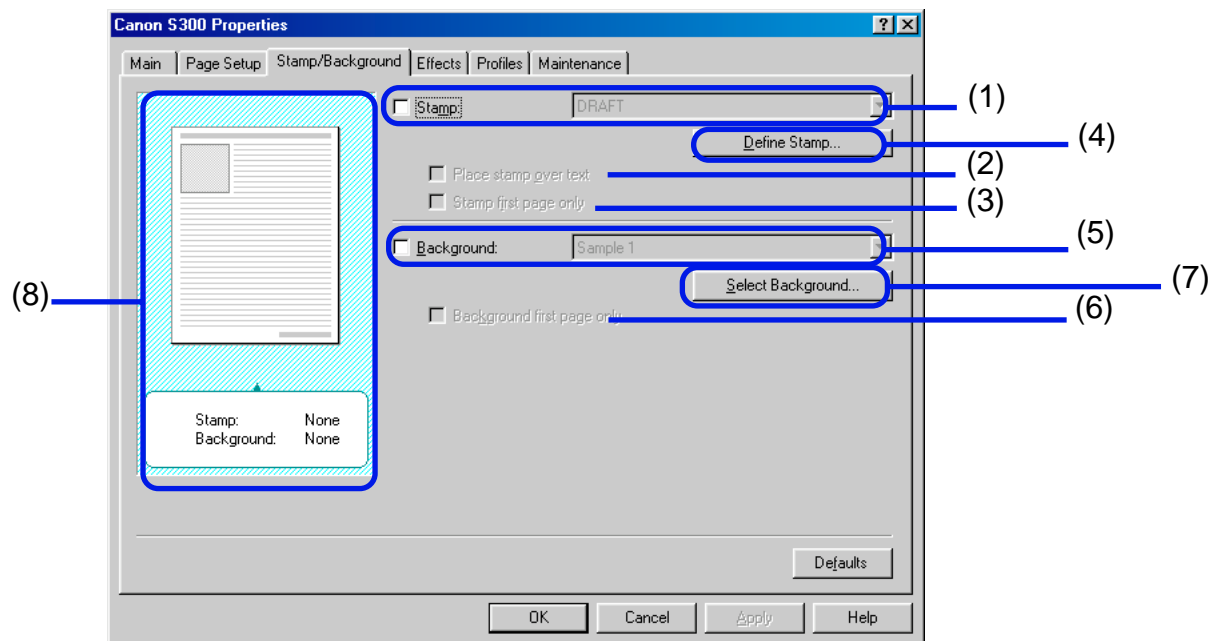 Canon S300 Properties
Main Page Setup Stamp/Background Effects Profiles Maintenance
Stamp: DRAFT (1)
Define Stamp... (4)
Place stamp over text (2)
Stamp first page only (3)
Background: Sample 1 (5)
Select Background... (7)
(8)
Background first page only (6)
Stamp: None
Background: None
Defaults
OK Cancel Apply Help